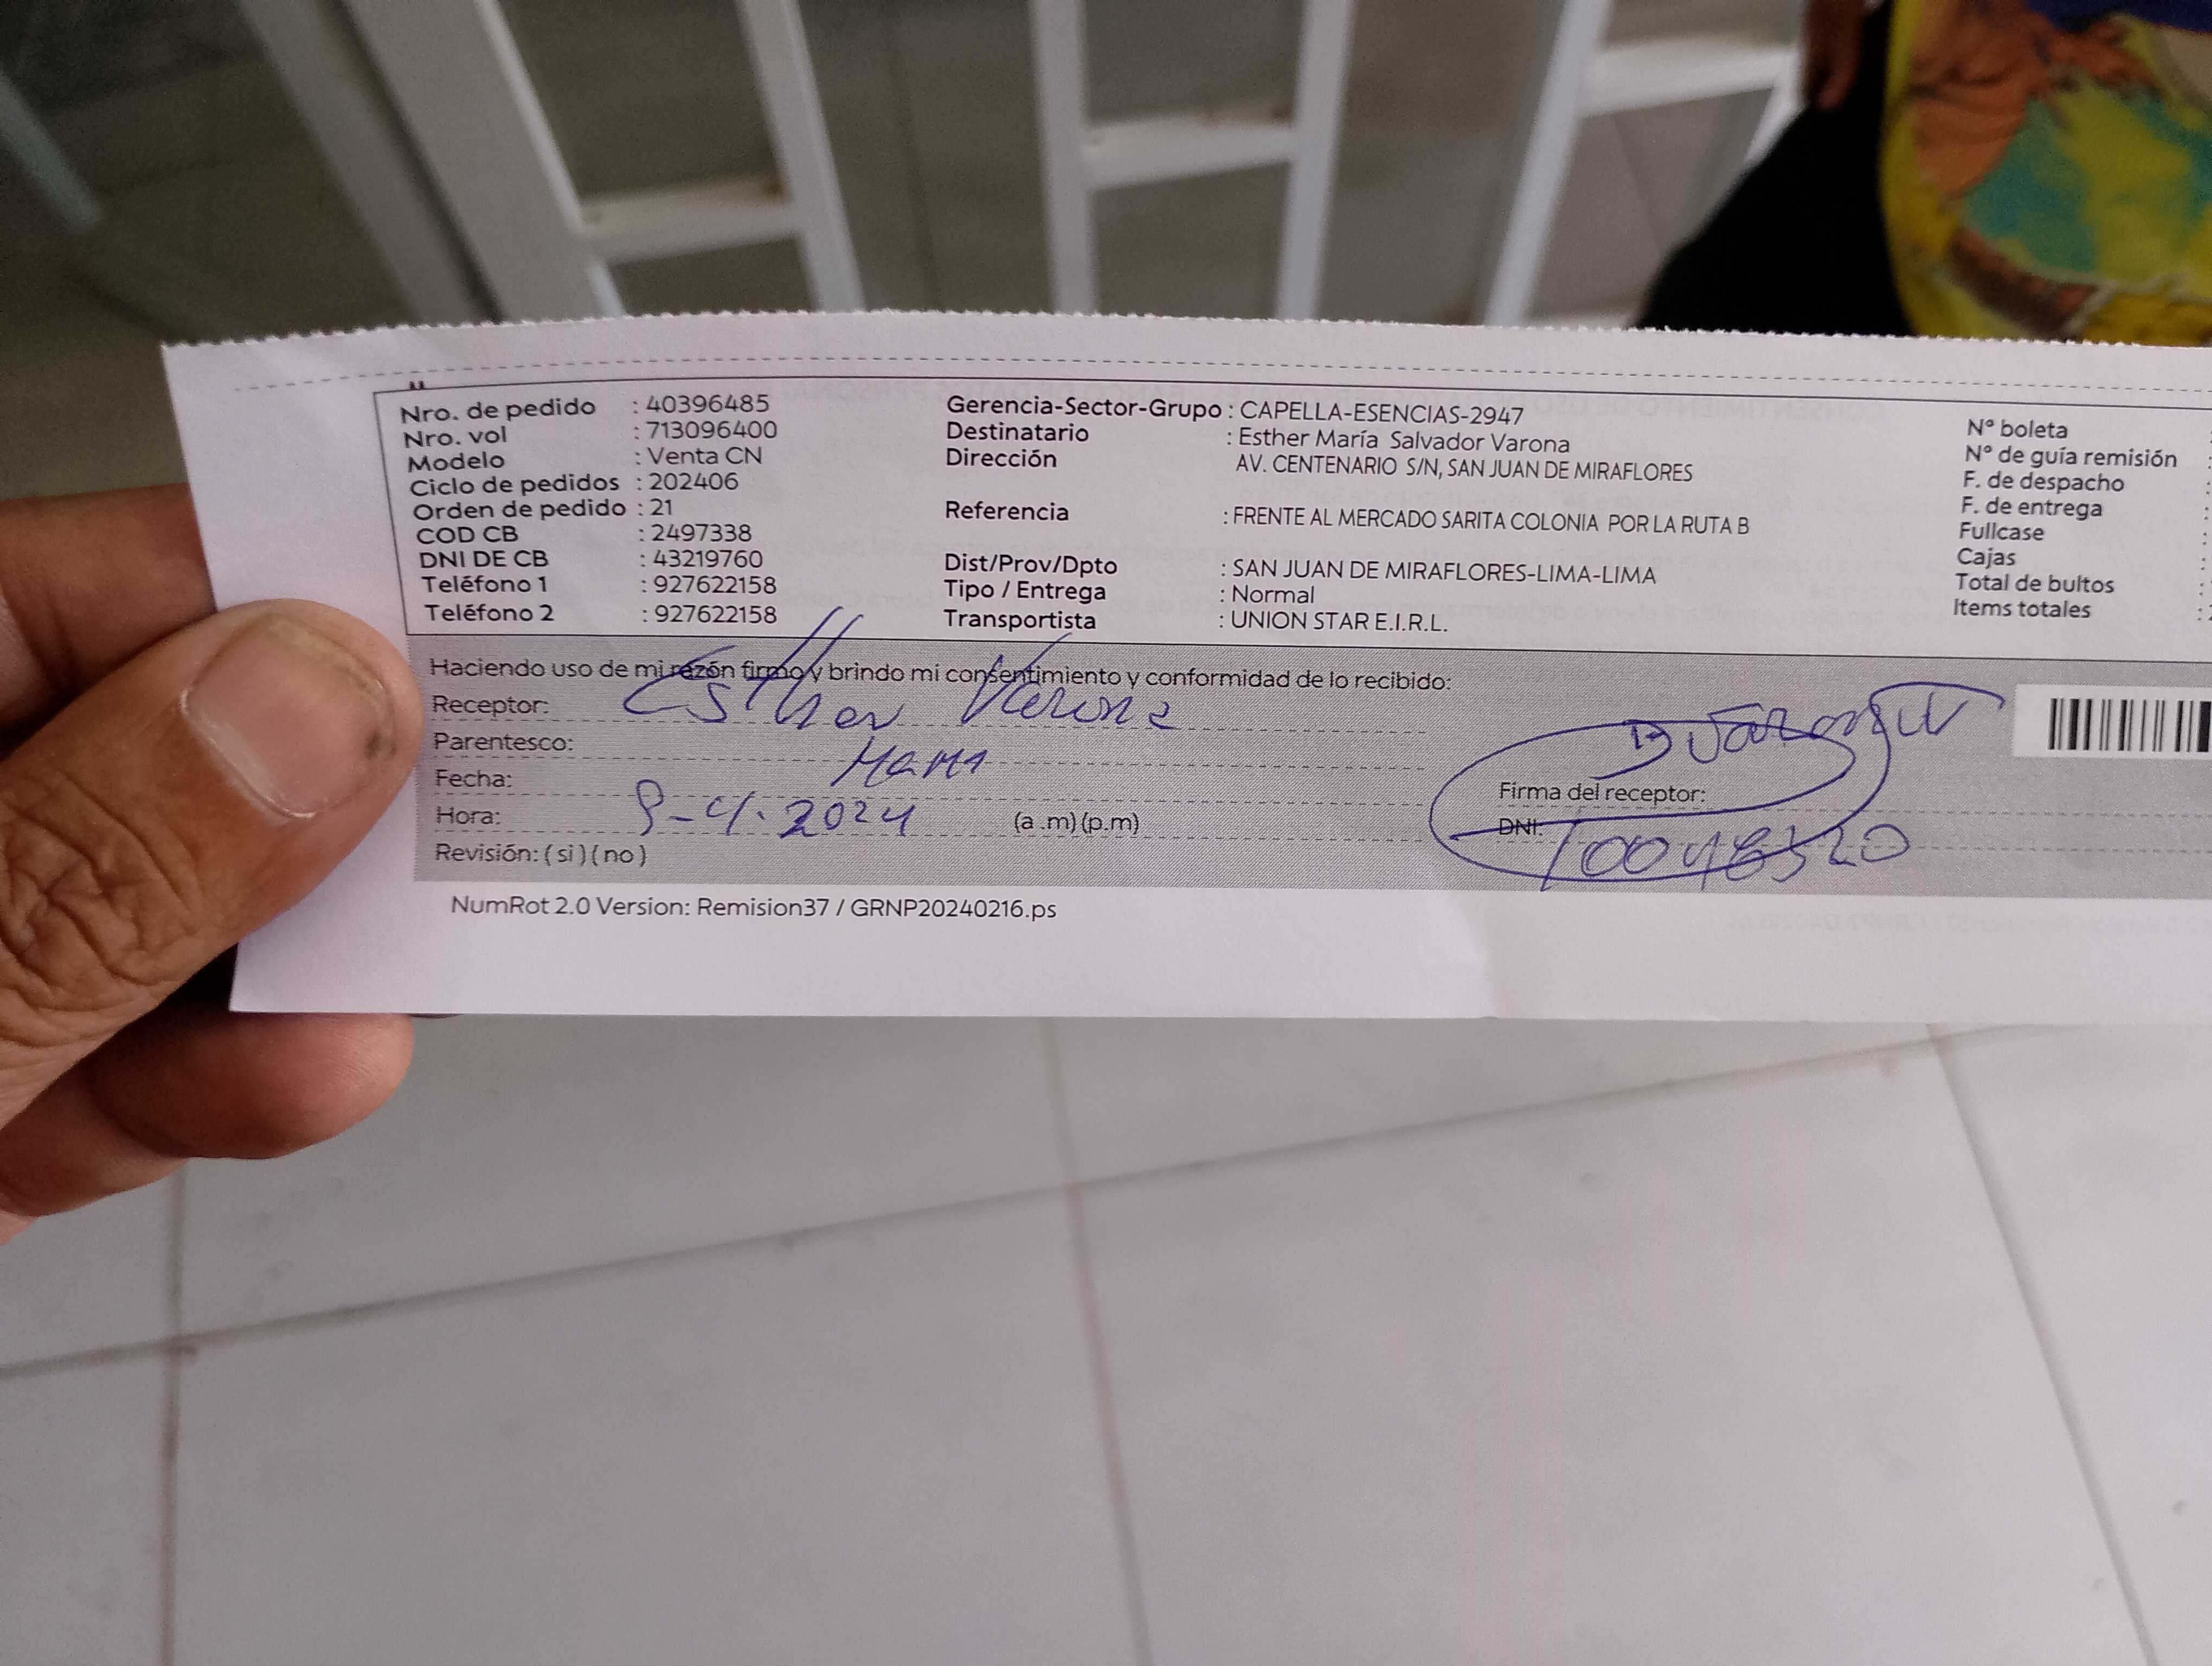 Nro. de pedido : 40396485
Nro. vol : 713096400
Modelo : Venta CN
Ciclo de pedidos : 202406
Orden de pedido : 21
COD CB : 2497338
DNI DE CB : 43219760
Teléfono 1 : 927622158
Teléfono 2 : 927622158
Gerencia-Sector-Grupo : CAPELLA-ESENCIAS-2947
Destinatario : Esther María Salvador Varona
Dirección AV. CENTENARIO S/N, SAN JUAN DE MIRAFLORES
Referencia : FRENTE AL MERCADO SARITA COLONIA POR LA RUTA B
Dist/Prov/Dpto : SAN JUAN DE MIRAFLORES-LIMA-LIMA
Tipo / Entrega : Normal
Transportista : UNION STAR E.I.R.L.
N° boleta :
N° de guía remisión :
F. de despacho :
F. de entrega :
Fullcase :
Cajas :
Total de bultos :
Items totales :
Haciendo uso de mi razón firmo y brindo mi consentimiento y conformidad de lo recibido:
Receptor: Esther Varona
Parentesco: Mama
Fecha:
Hora: 9-4.2024 (a .m) (p.m)
Revisión: ( si ) ( no )
Firma del receptor:
DNI:
NumRot 2.0 Version: Remision37 / GRNP20240216.ps